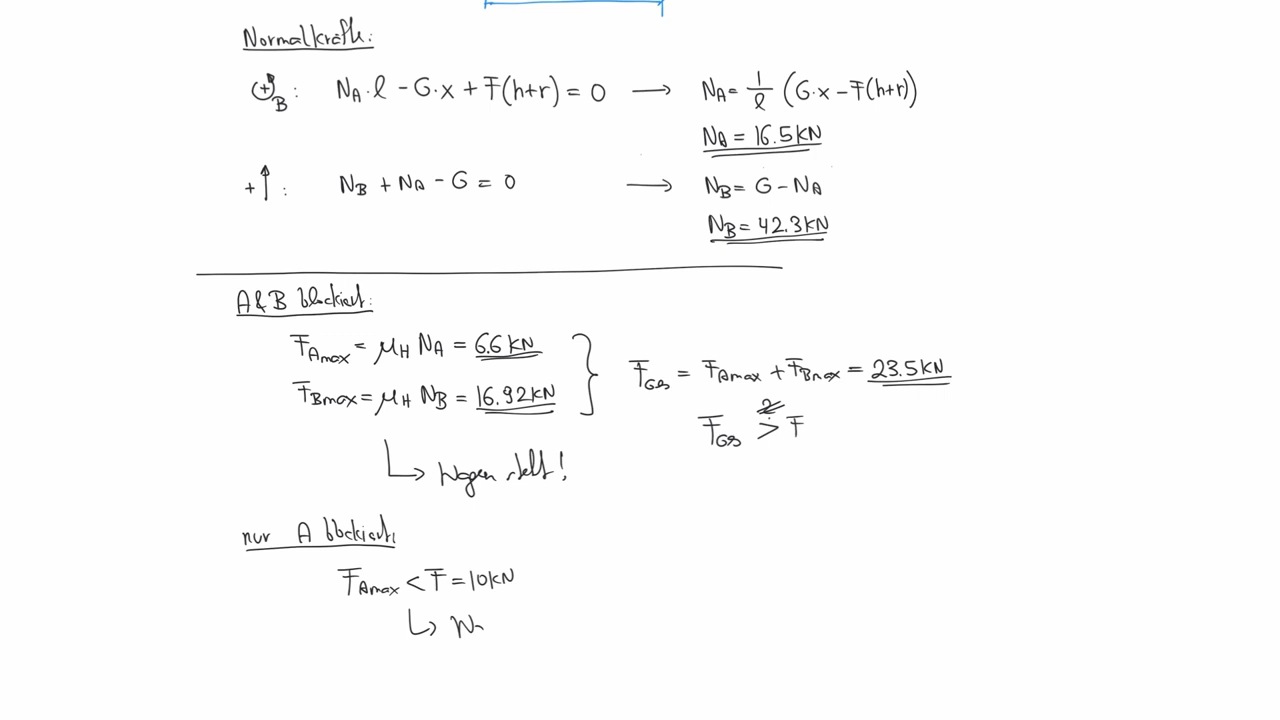 Normalkräfte:
(+) B : N_A · l - G·x + F(h+r) = 0 → N_A = 1/l (G·x - F(h+r))
N_A = 16.5 kN
+↑ : N_B + N_A - G = 0 → N_B = G - N_A
N_B = 42.3 kN
A&B blockiert:
F_Amax = μ_H N_A = 6.6 kN
F_Bmax = μ_H N_B = 16.92 kN
F_Ges = F_Amax + F_Bmax = 23.5 kN
F_Ges > F
↳ Wagen steht!
nur A blockiert:
F_Amax < F = 10 kN
↳ W